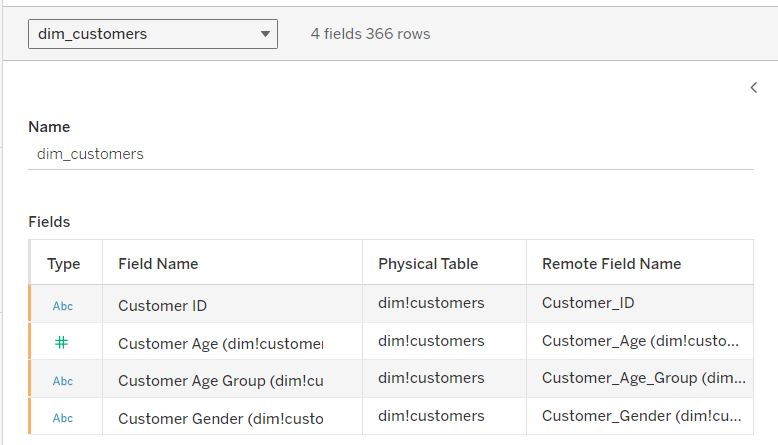 dim_customers 4 fields 366 rows
Name
dim_customers
Fields
Type Field Name Physical Table Remote Field Name
Abc Customer ID dim!customers Customer_ID
# Customer Age (dim!customer dim!customers Customer_Age (dim!custo...
Abc Customer Age Group (dim!cu dim!customers Customer_Age_Group (dim...
Abc Customer Gender (dim!custo dim!customers Customer_Gender (dim!cu...